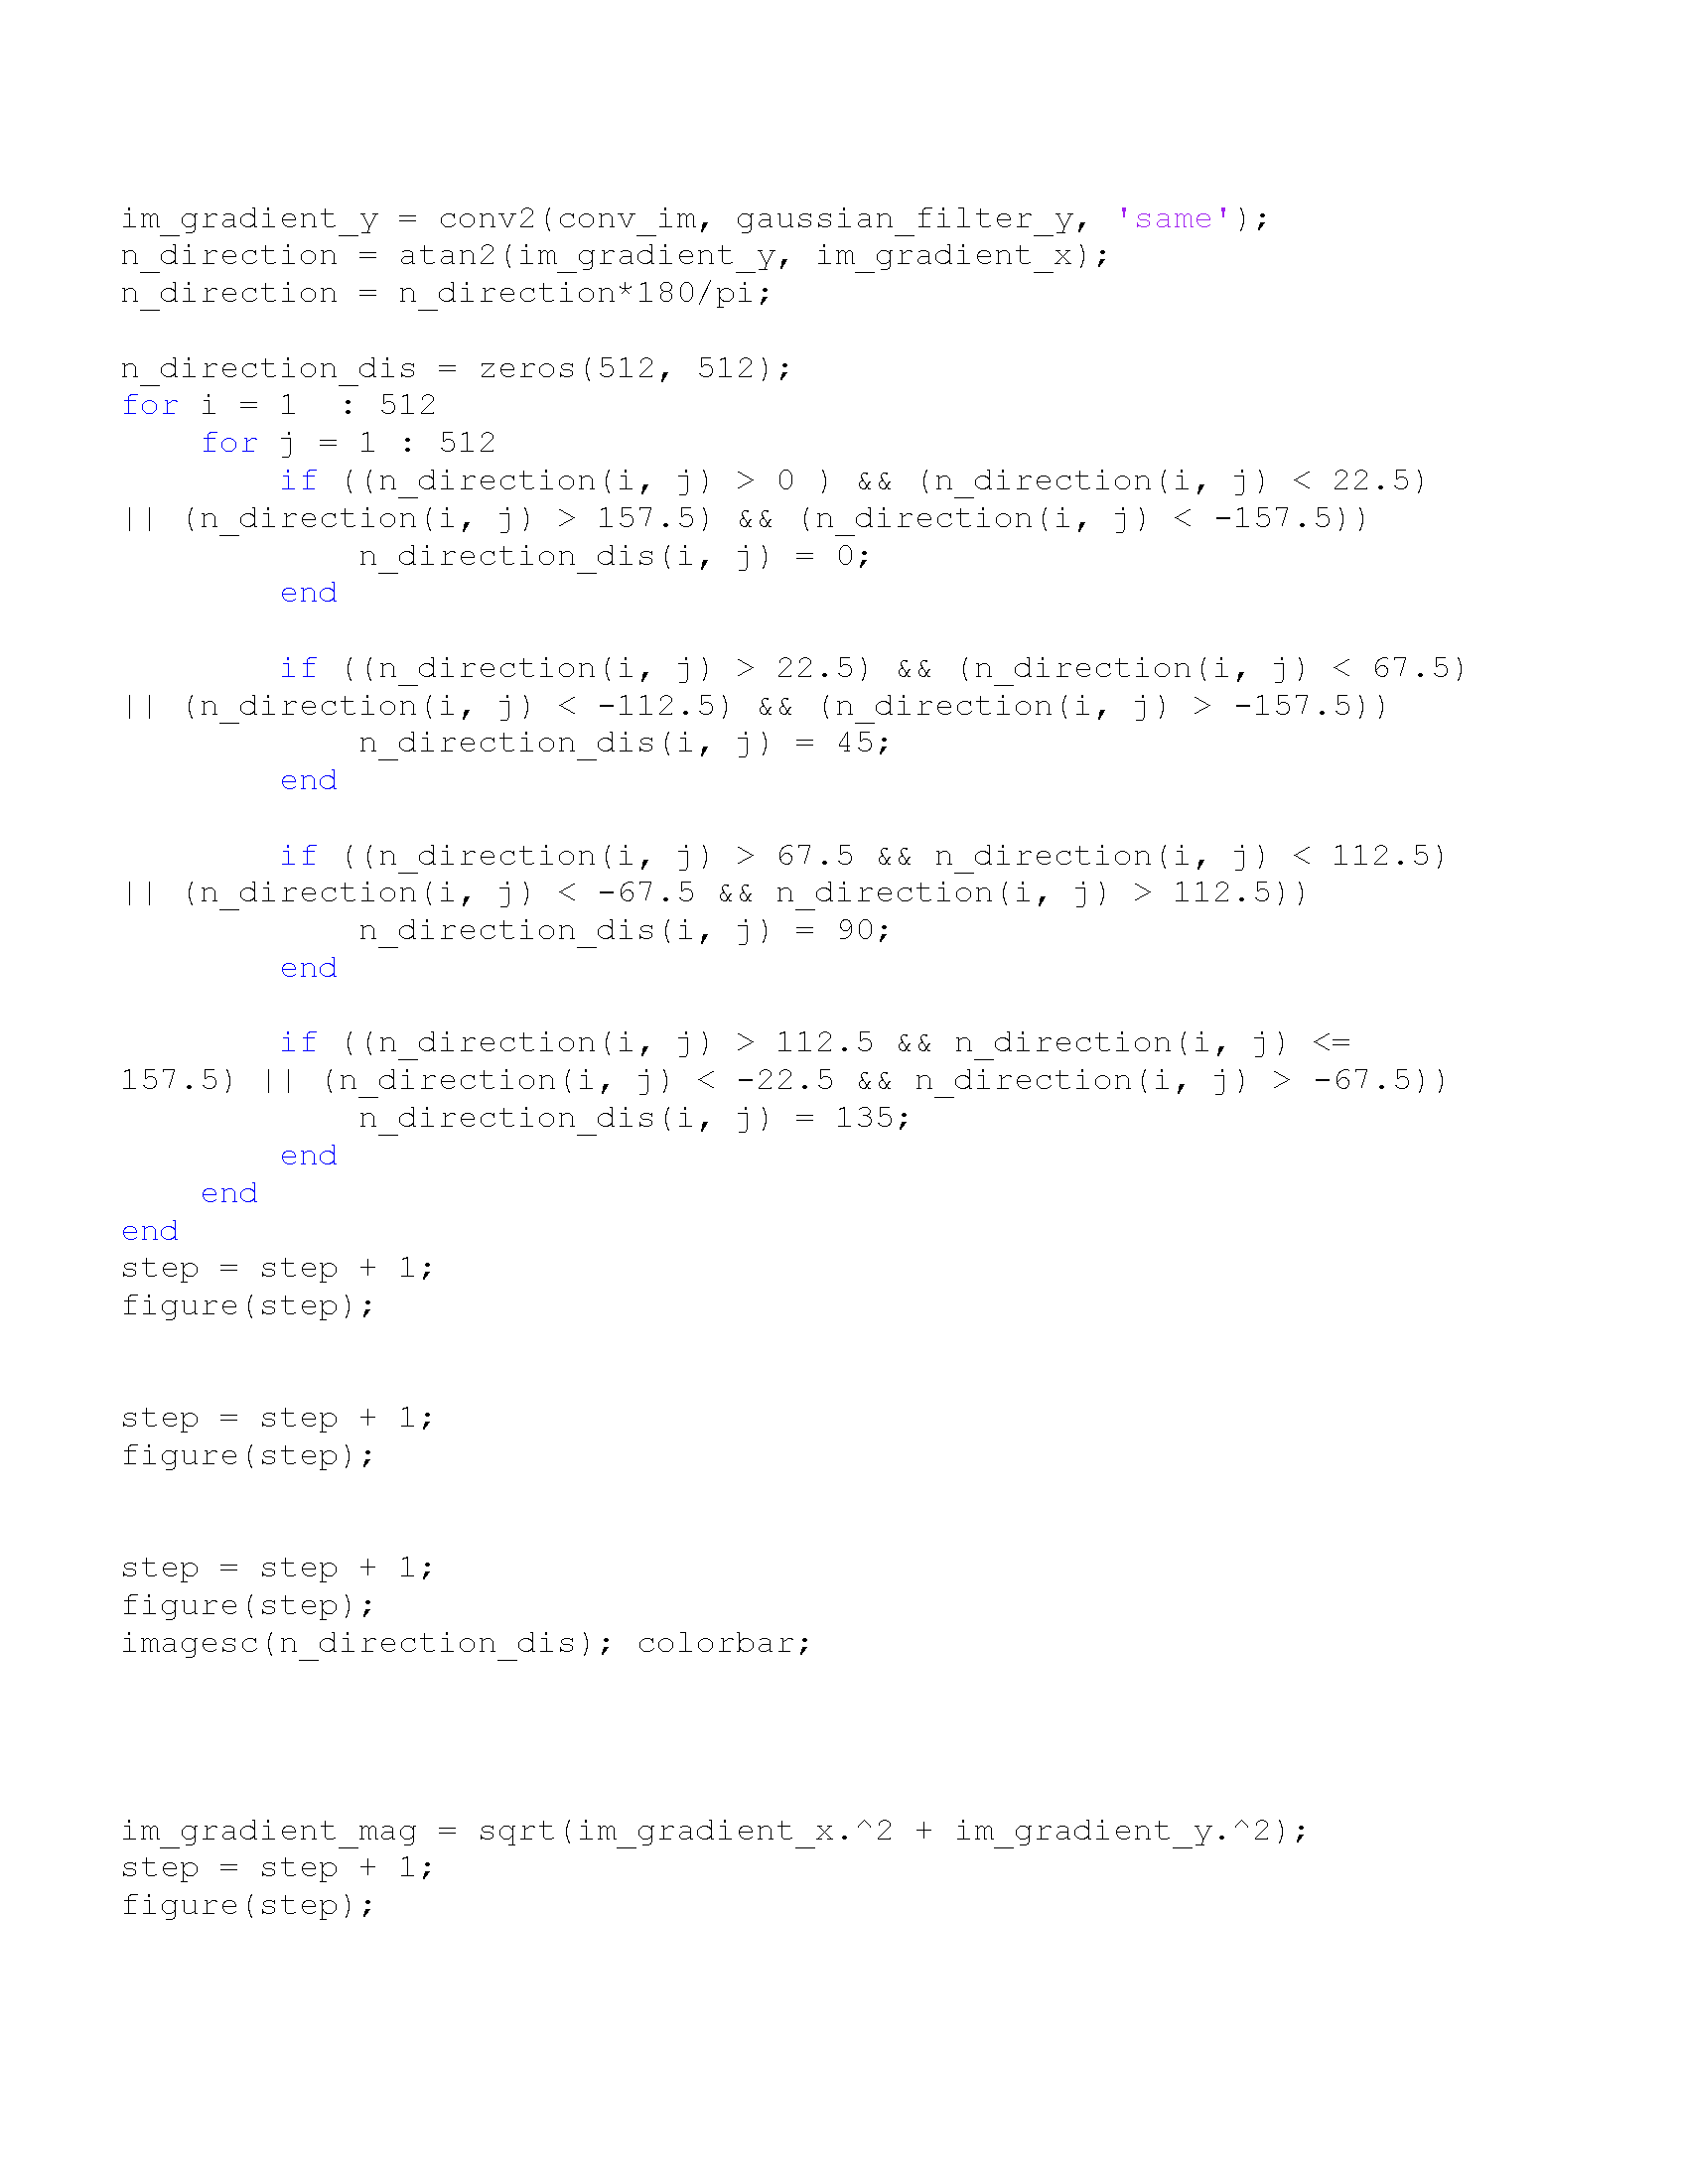 im_gradient_y = conv2(conv_im, gaussian_filter_y, 'same');
n_direction = atan2(im_gradient_y, im_gradient_x);
n_direction = n_direction*180/pi;
n_direction_dis = zeros(512, 512);
for i = 1  : 512
    for j = 1 : 512
        if ((n_direction(i, j) > 0 ) && (n_direction(i, j) < 22.5)
|| (n_direction(i, j) > 157.5) && (n_direction(i, j) < -157.5))
            n_direction_dis(i, j) = 0;
        end
        if ((n_direction(i, j) > 22.5) && (n_direction(i, j) < 67.5)
|| (n_direction(i, j) < -112.5) && (n_direction(i, j) > -157.5))
            n_direction_dis(i, j) = 45;
        end
        if ((n_direction(i, j) > 67.5 && n_direction(i, j) < 112.5)
|| (n_direction(i, j) < -67.5 && n_direction(i, j) > 112.5))
            n_direction_dis(i, j) = 90;
        end
        if ((n_direction(i, j) > 112.5 && n_direction(i, j) <=
157.5) || (n_direction(i, j) < -22.5 && n_direction(i, j) > -67.5))
            n_direction_dis(i, j) = 135;
        end
    end
end
step = step + 1;
figure(step);
step = step + 1;
figure(step);
step = step + 1;
figure(step);
imagesc(n_direction_dis); colorbar;
im_gradient_mag = sqrt(im_gradient_x.^2 + im_gradient_y.^2);
step = step + 1;
figure(step);